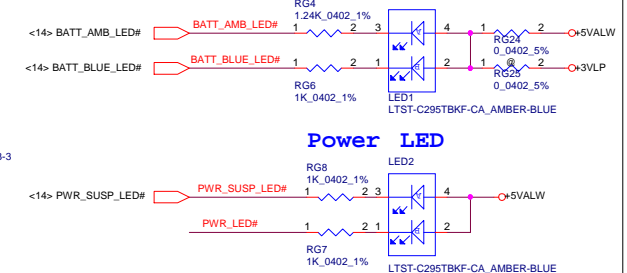 RG4
1.24K_0402_1%
<14> BATT_AMB_LED# BATT_AMB_LED# 1 2 3 4 1 2 +5VALW
RG24
0_0402_5%
<14> BATT_BLUE_LED# BATT_BLUE_LED# 1 2 1 2 1 @ 2 +3VLP
RG25
0_0402_5%
RG6
1K_0402_1%
LED1
LTST-C295TBKF-CA_AMBER-BLUE
Power LED
3-3
LED2
RG8
1K_0402_1%
<14> PWR_SUSP_LED# PWR_SUSP_LED# 1 2 3 4 +5VALW
PWR_LED# 1 2 1 2
RG7
1K_0402_1%
LTST-C295TBKF-CA_AMBER-BLUE